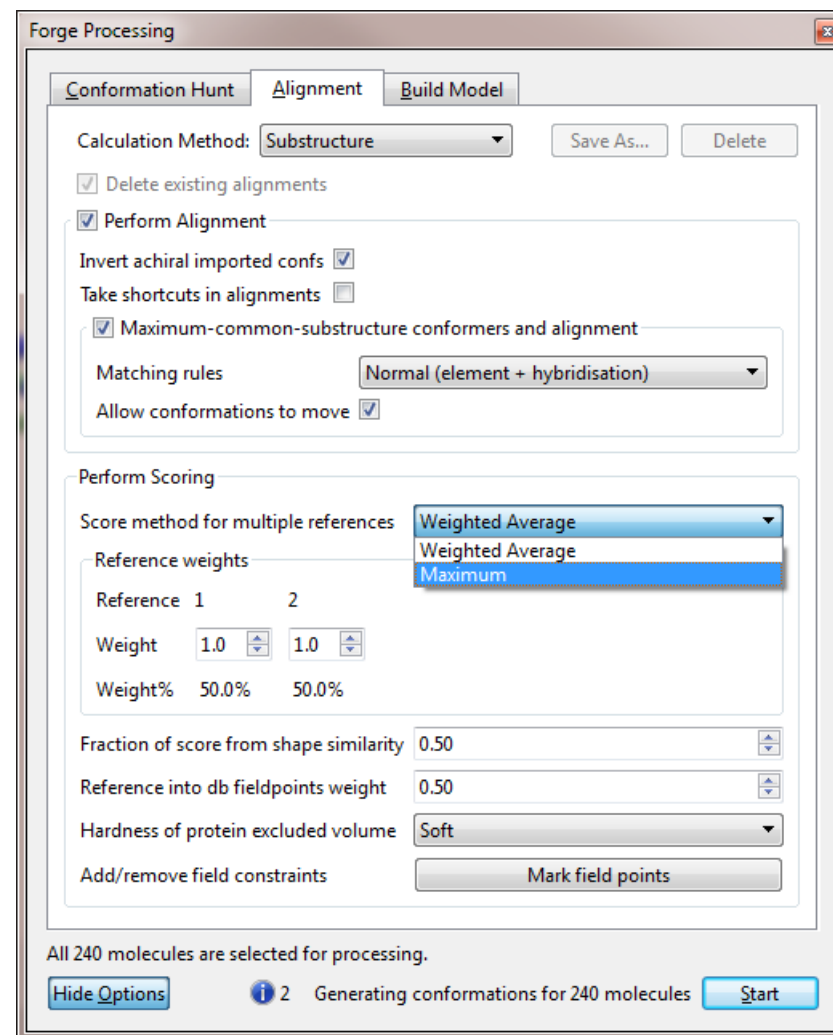 Forge Processing
Conformation Hunt Alignment Build Model
Calculation Method: Substructure Save As... Delete
Delete existing alignments
Perform Alignment
Invert achiral imported confs
Take shortcuts in alignments
Maximum-common-substructure conformers and alignment
Matching rules Normal (element + hybridisation)
Allow conformations to move
Perform Scoring
Score method for multiple references Weighted Average
Weighted Average
Maximum
Reference weights
Reference 1 2
Weight 1.0 1.0
Weight% 50.0% 50.0%
Fraction of score from shape similarity 0.50
Reference into db fieldpoints weight 0.50
Hardness of protein excluded volume Soft
Add/remove field constraints Mark field points
All 240 molecules are selected for processing.
Hide Options 2 Generating conformations for 240 molecules Start